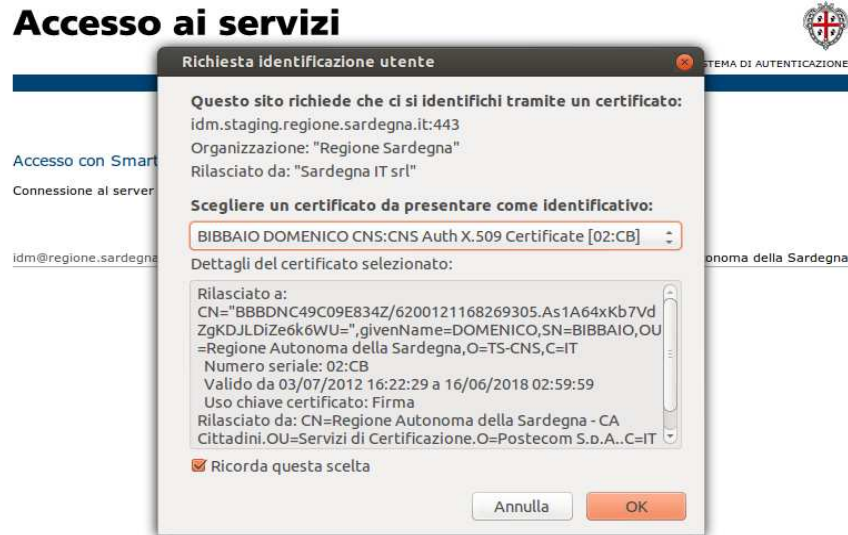 Accesso ai servizi
Richiesta identificazione utente
STEMA DI AUTENTICAZIONE
Questo sito richiede che ci si identifichi tramite un certificato:
idm.staging.regione.sardegna.it:443
Organizzazione: "Regione Sardegna"
Accesso con Smart
Rilasciato da: "Sardegna IT srl"
Connessione al server
Scegliere un certificato da presentare come identificativo:
BIBBAIO DOMENICO CNS:CNS Auth X.509 Certificate [02:CB]
idm@regione.sardegna
onoma della Sardegna
Dettagli del certificato selezionato:
Rilasciato a:
CN="BBBDNC49C09E834Z/6200121168269305.As1A64xKb7Vd
ZgKDJLDiZe6k6WU=",givenName=DOMENICO,SN=BIBBAIO,OU
=Regione Autonoma della Sardegna,O=TS-CNS,C=IT
Numero seriale: 02:CB
Valido da 03/07/2012 16:22:29 a 16/06/2018 02:59:59
Uso chiave certificato: Firma
Rilasciato da: CN=Regione Autonoma della Sardegna - CA
Cittadini,OU=Servizi di Certificazione,O=Postecom S.p.A.,C=IT
Ricorda questa scelta
Annulla
OK